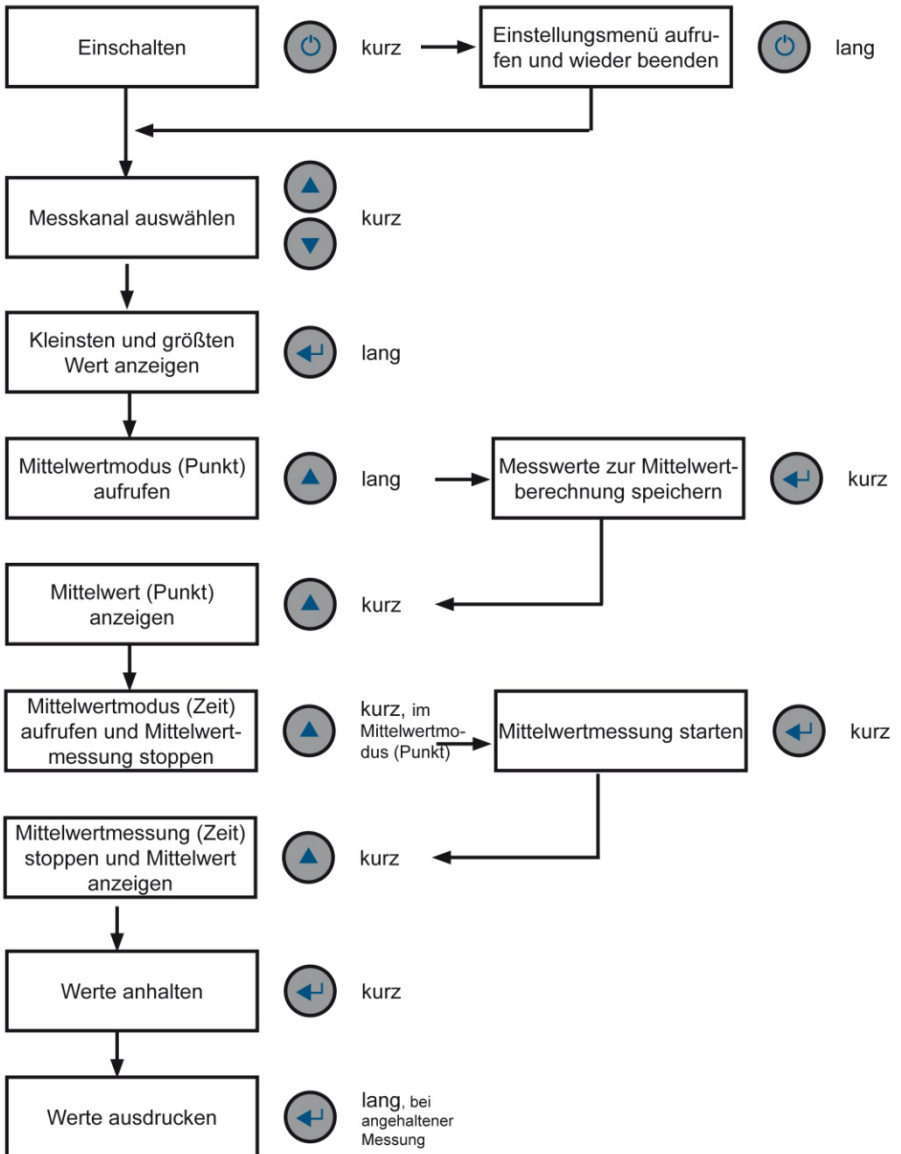 Einschalten
kurz
Einstellungsmenü aufru-
fen und wieder beenden
lang
Messkanal auswählen
kurz
Kleinsten und größten
Wert anzeigen
lang
Mittelwertmodus (Punkt)
aufrufen
lang
Messwerte zur Mittelwert-
berechnung speichern
kurz
Mittelwert (Punkt)
anzeigen
kurz
Mittelwertmodus (Zeit)
aufrufen und Mittelwert-
messung stoppen
kurz, im
Mittelwertmo-
dus (Punkt)
Mittelwertmessung starten
kurz
Mittelwertmessung (Zeit)
stoppen und Mittelwert
anzeigen
kurz
Werte anhalten
kurz
Werte ausdrucken
lang, bei
angehaltener
Messung